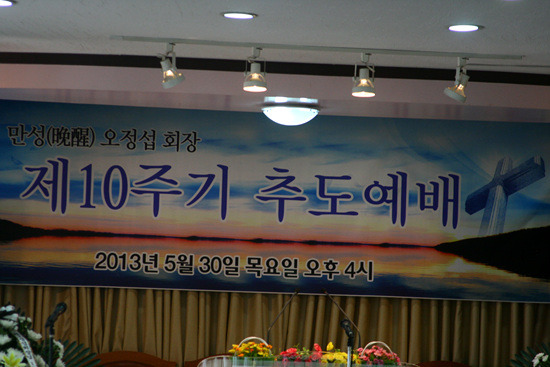 만성(晩醒) 오정섭 회장
제10주기 추도예배
2013년 5월 30일 목요일 오후 4시